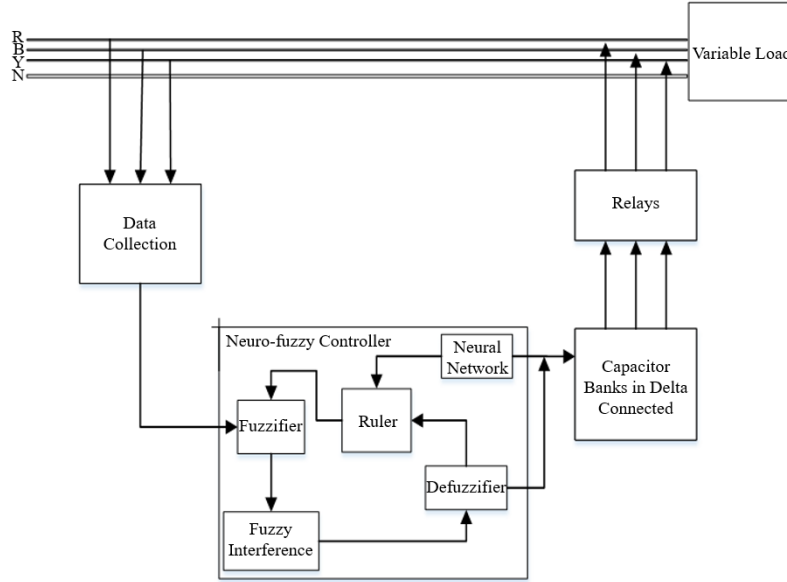 R
B
Y
N
Variable Load
Data
Collection
Relays
Neuro-fuzzy Controller
Neural
Network
Capacitor
Banks in Delta
Connected
Fuzzifier
Ruler
Defuzzifier
Fuzzy
Interference